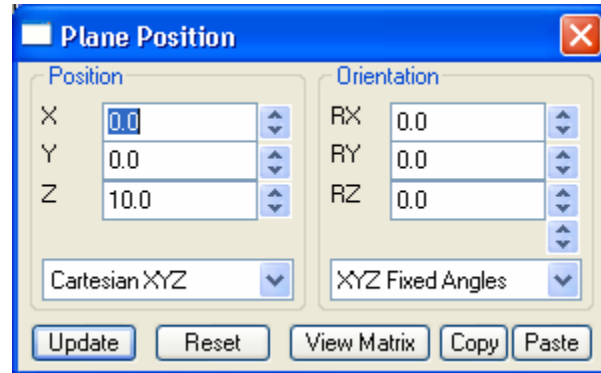 Plane Position
Position
Orientation
X 0.0
RX 0.0
Y 0.0
RY 0.0
Z 10.0
RZ 0.0
Cartesian XYZ
XYZ Fixed Angles
Update Reset View Matrix Copy Paste